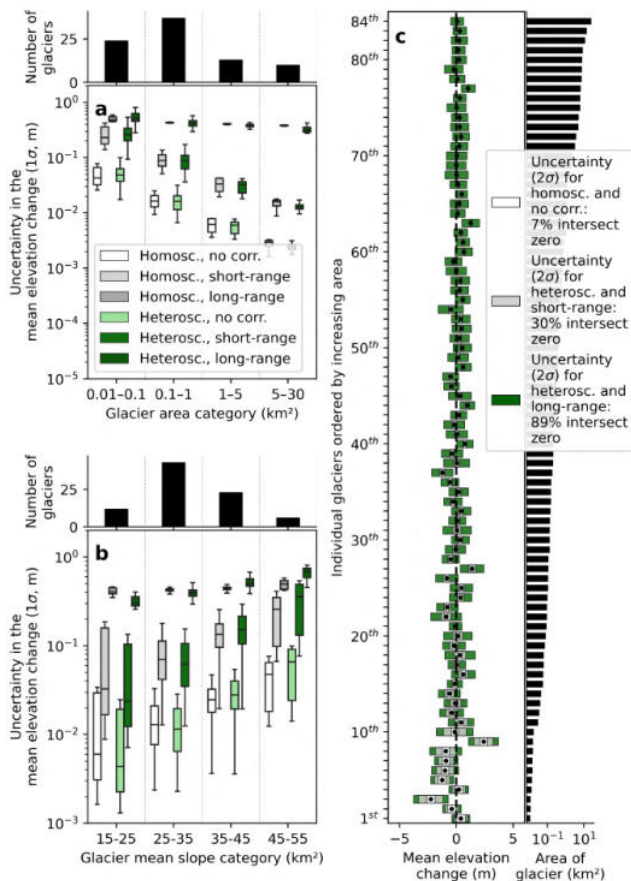 Number of
glaciers
25
0
a
Uncertainty in the
mean elevation change (1σ, m)
10⁰
10⁻¹
10⁻²
10⁻³
10⁻⁴
10⁻⁵
Homosc., no corr.
Homosc., short-range
Homosc., long-range
Heterosc., no corr.
Heterosc., short-range
Heterosc., long-range
0.01–0.1
0.1–1
1–5
5–30
Glacier area category (km²)
Number of
glaciers
25
0
b
Uncertainty in the
mean elevation change (1σ, m)
10⁰
10⁻¹
10⁻²
10⁻³
15-25
25-35
35-45
45-55
Glacier mean slope category (km²)
c
Individual glaciers ordered by increasing area
84th
80th
70th
60th
50th
40th
30th
20th
10th
1st
Uncertainty
(2σ) for
homosc. and
no corr.:
7% intersect
zero
Uncertainty
(2σ) for
heterosc. and
short-range:
30% intersect
zero
Uncertainty
(2σ) for
heterosc. and
long-range:
89% intersect
zero
−5
0
5
Mean elevation
change (m)
10⁻¹
10¹
Area of
glacier (km²)